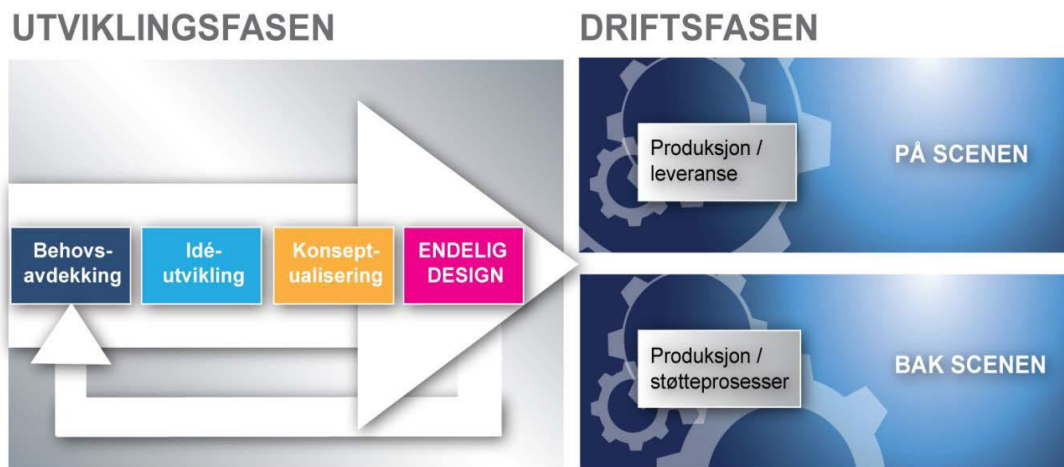 UTVIKLINGSFASEN
Behovs-
avdekking
Idé-
utvikling
Konsept-
ualisering
ENDELIG
DESIGN
DRIFTSFASEN
Produksjon /
leveranse
PÅ SCENEN
Produksjon /
støtteprosesser
BAK SCENEN